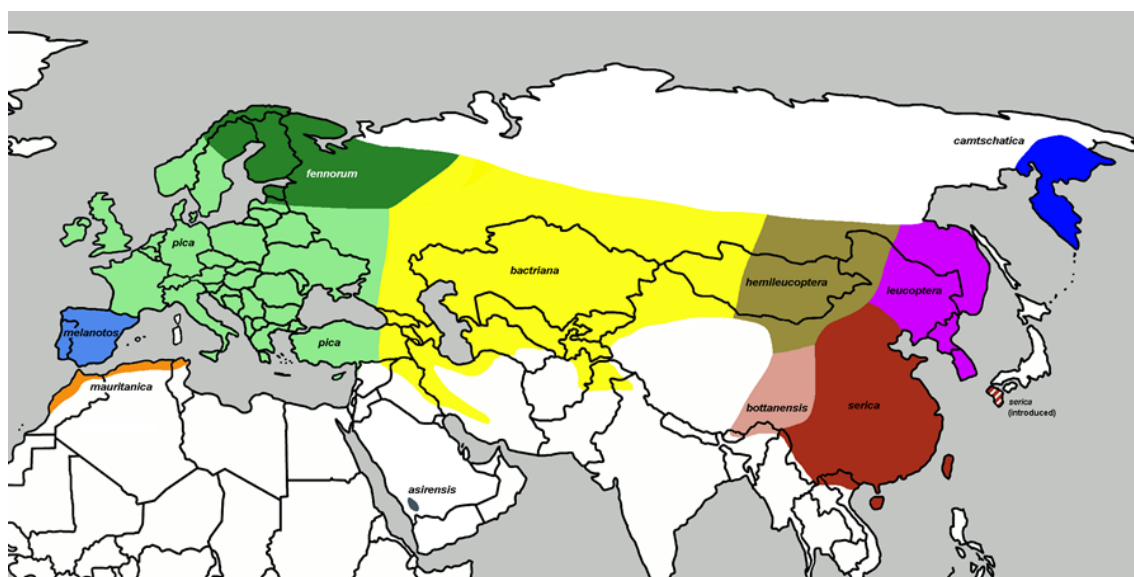 camtschatica
fennorum
pica
bactriana
hemileucoptera
leucoptera
melanotos
pica
mauritanica
bottanensis
serica
serica
(introduced)
asirensis